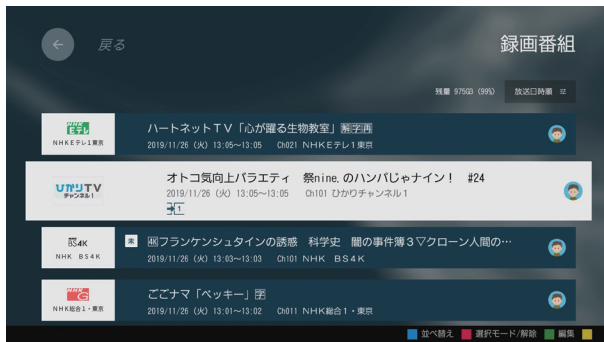 戻る
録画番組
残量 975GB (99%)
放送日時順
NHK Eテレ
NHKEテレ1東京
ハートネットTV「心が躍る生物教室」解字再
2019/11/26 (火) 13:05～13:05 Ch021 NHKEテレ1東京
ひかりTV
チャンネル1
オトコ気向上バラエティ 祭nine.のハンパじゃナイン! #24
2019/11/26 (火) 13:05～13:05 Ch101 ひかりチャンネル1
1
NHK BS4K
NHK BS4K
未
4Kフランケンシュタインの誘惑 科学史 闇の事件簿3▽クローン人間の…
2019/11/26 (火) 13:03～13:03 Ch101 NHK BS4K
NHK G
NHK総合1・東京
ごごナマ「ベッキー」字
2019/11/26 (火) 13:01～13:02 Ch011 NHK総合1・東京
並べ替え 選択モード/解除 編集